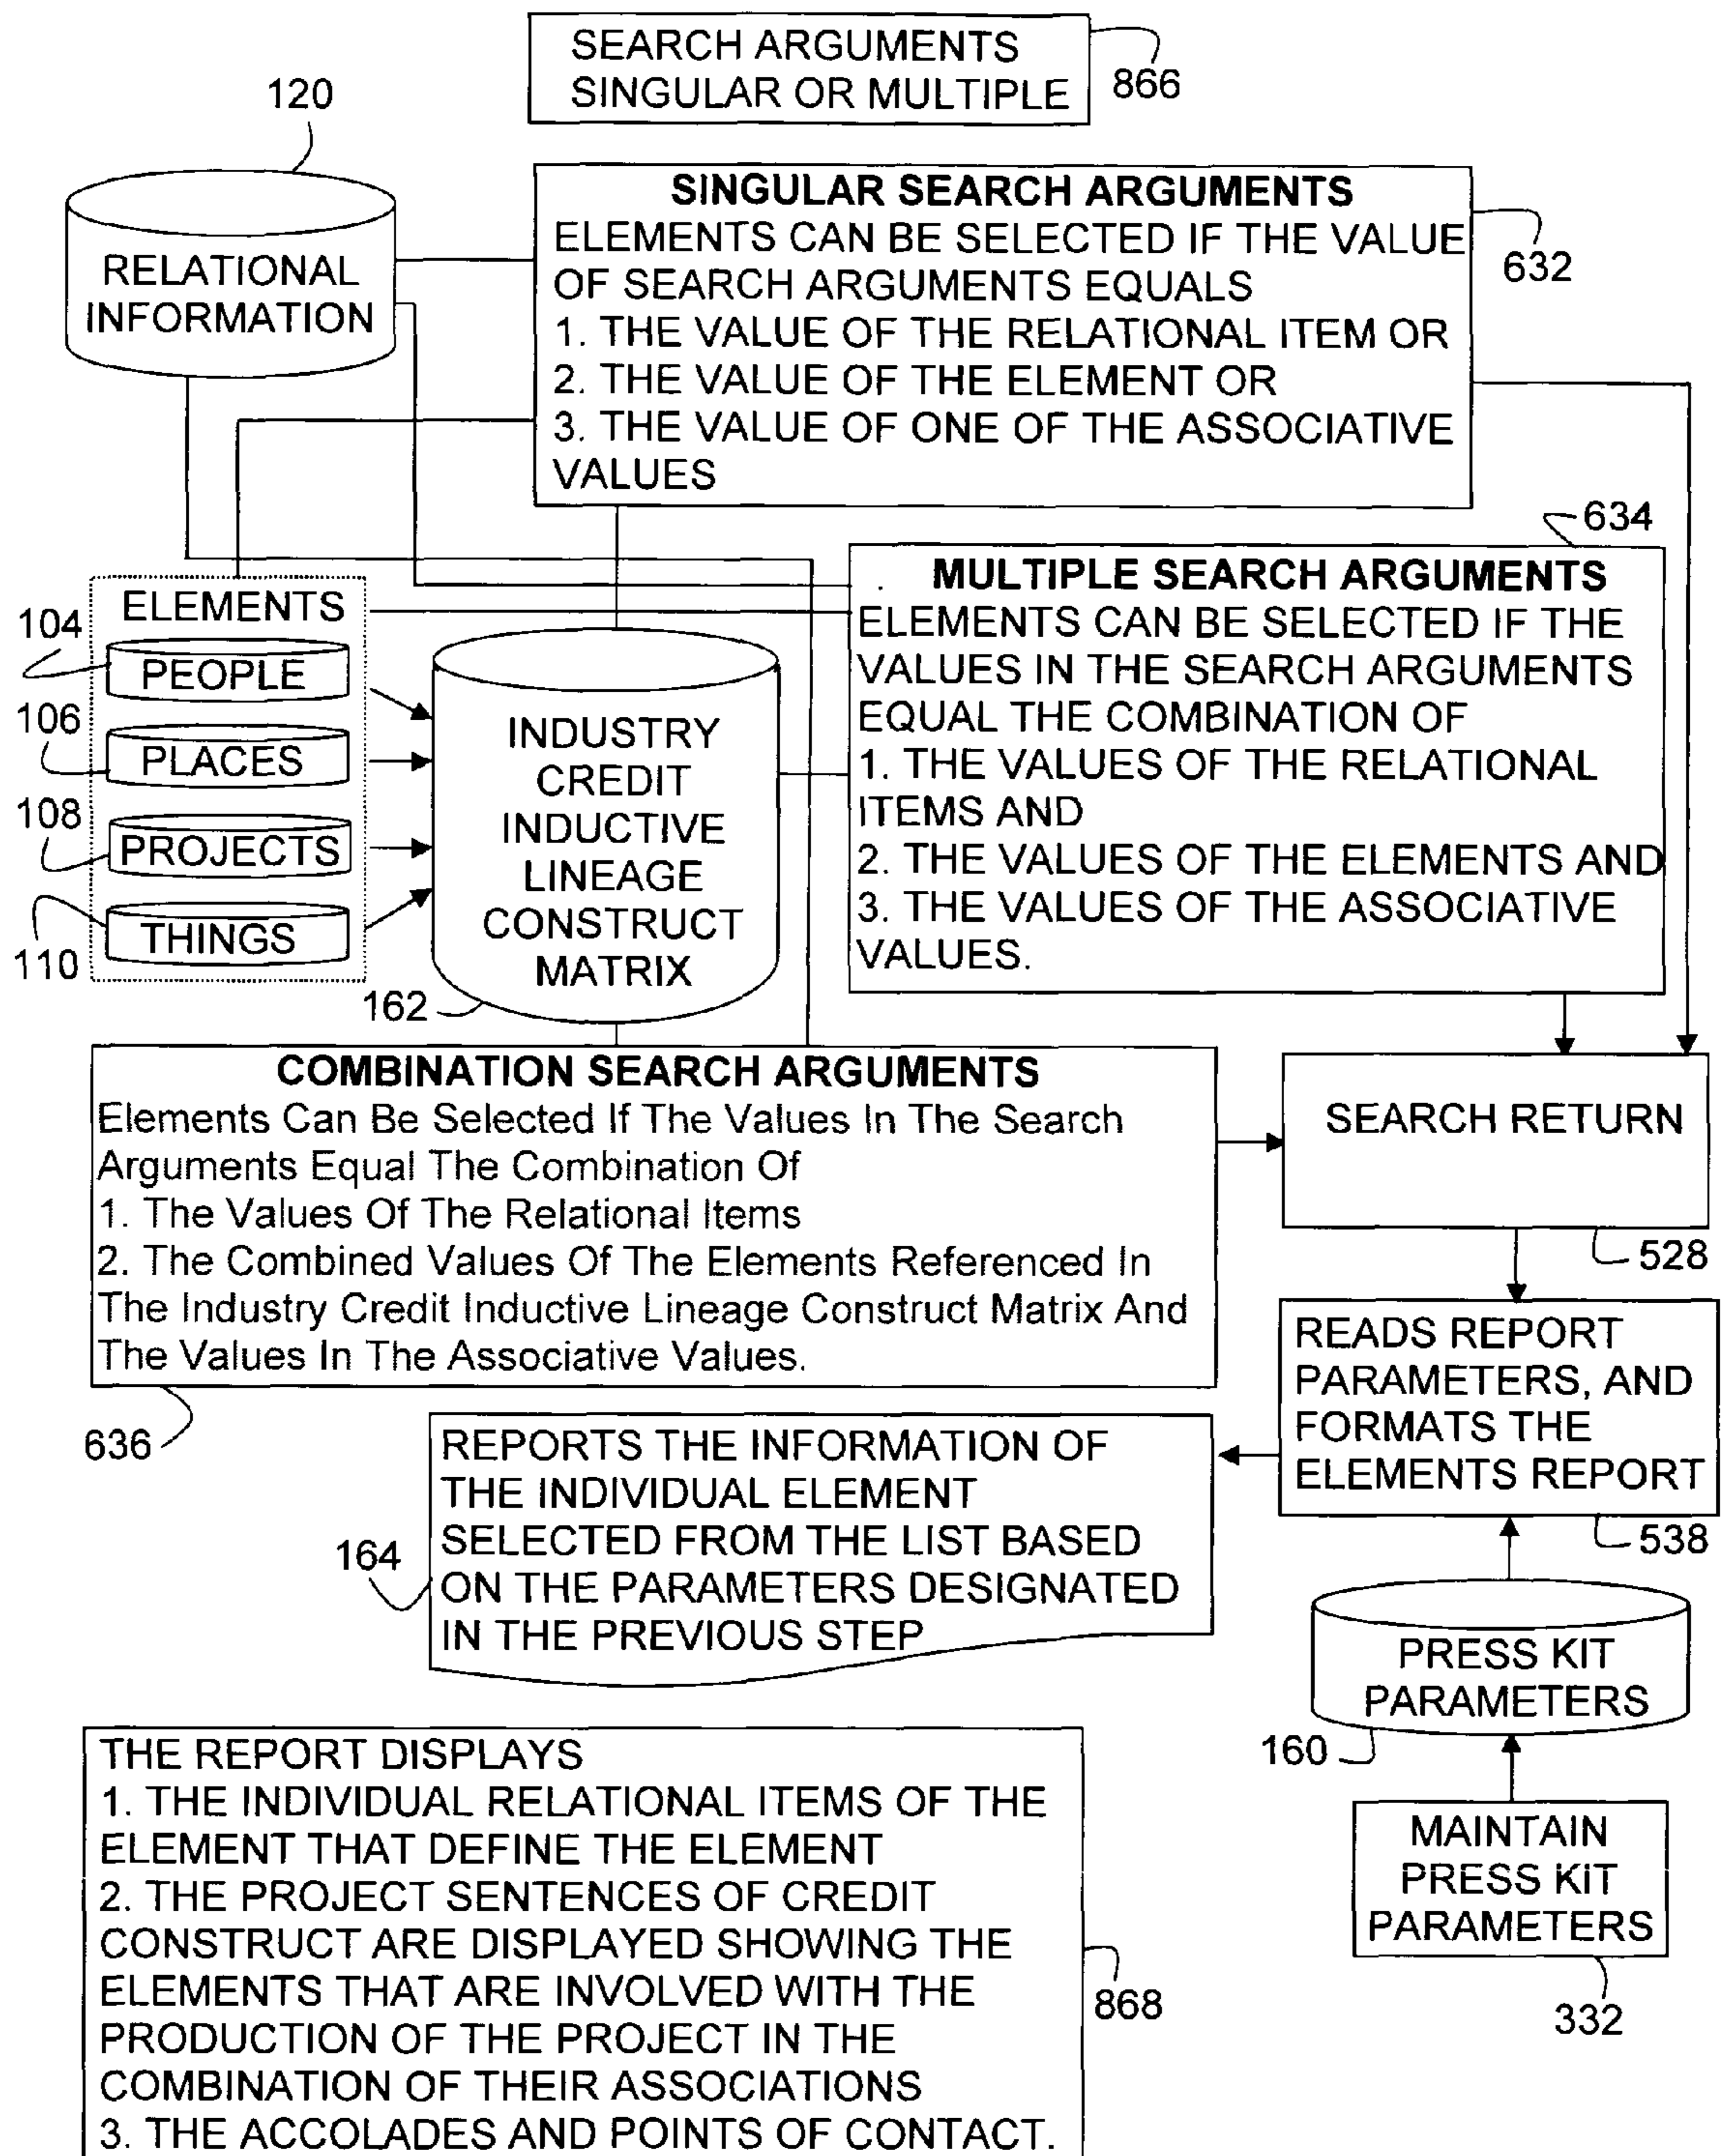 SEARCH ARGUMENTS
SINGULAR OR MULTIPLE
866
120
RELATIONAL
INFORMATION
SINGULAR SEARCH ARGUMENTS
ELEMENTS CAN BE SELECTED IF THE VALUE
OF SEARCH ARGUMENTS EQUALS
1. THE VALUE OF THE RELATIONAL ITEM OR
2. THE VALUE OF THE ELEMENT OR
3. THE VALUE OF ONE OF THE ASSOCIATIVE
VALUES
632
634
MULTIPLE SEARCH ARGUMENTS
ELEMENTS CAN BE SELECTED IF THE
VALUES IN THE SEARCH ARGUMENTS
EQUAL THE COMBINATION OF
1. THE VALUES OF THE RELATIONAL
ITEMS AND
2. THE VALUES OF THE ELEMENTS AND
3. THE VALUES OF THE ASSOCIATIVE
VALUES.
ELEMENTS
104
PEOPLE
106
PLACES
108
PROJECTS
110
THINGS
INDUSTRY
CREDIT
INDUCTIVE
LINEAGE
CONSTRUCT
MATRIX
162
COMBINATION SEARCH ARGUMENTS
Elements Can Be Selected If The Values In The Search
Arguments Equal The Combination Of
1. The Values Of The Relational Items
2. The Combined Values Of The Elements Referenced In
The Industry Credit Inductive Lineage Construct Matrix And
The Values In The Associative Values.
636
SEARCH RETURN
528
READS REPORT
PARAMETERS, AND
FORMATS THE
ELEMENTS REPORT
538
REPORTS THE INFORMATION OF
THE INDIVIDUAL ELEMENT
SELECTED FROM THE LIST BASED
ON THE PARAMETERS DESIGNATED
IN THE PREVIOUS STEP
164
PRESS KIT
PARAMETERS
160
MAINTAIN
PRESS KIT
PARAMETERS
332
THE REPORT DISPLAYS
1. THE INDIVIDUAL RELATIONAL ITEMS OF THE
ELEMENT THAT DEFINE THE ELEMENT
2. THE PROJECT SENTENCES OF CREDIT
CONSTRUCT ARE DISPLAYED SHOWING THE
ELEMENTS THAT ARE INVOLVED WITH THE
PRODUCTION OF THE PROJECT IN THE
COMBINATION OF THEIR ASSOCIATIONS
3. THE ACCOLADES AND POINTS OF CONTACT.
868